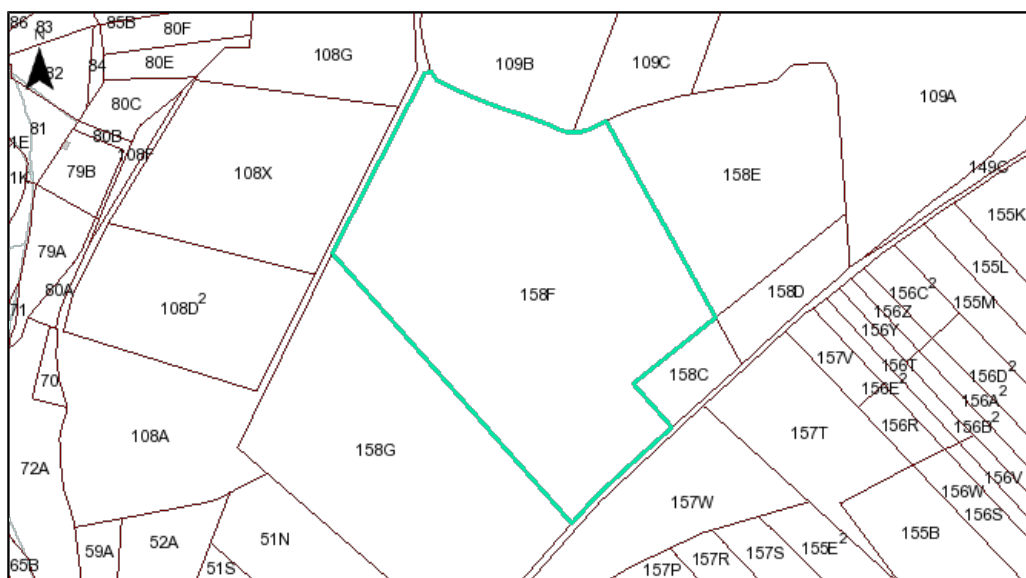 86
83
85B
80F
108G
109B
109C
109A
N
82
84
80E
80C
81
80B
108F
1E
79B
1K
108X
158E
149C
155K
79A
80A
108D²
158F
158D
156C²
155L
155M
71
156Z
156Y
156T
157V
156E²
156D²
156A²
156B²
156R
70
158C
108A
158G
157T
72A
157W
156W
156V
156S
155B
59A
52A
51N
51S
65B
157P
157R
157S
155E²